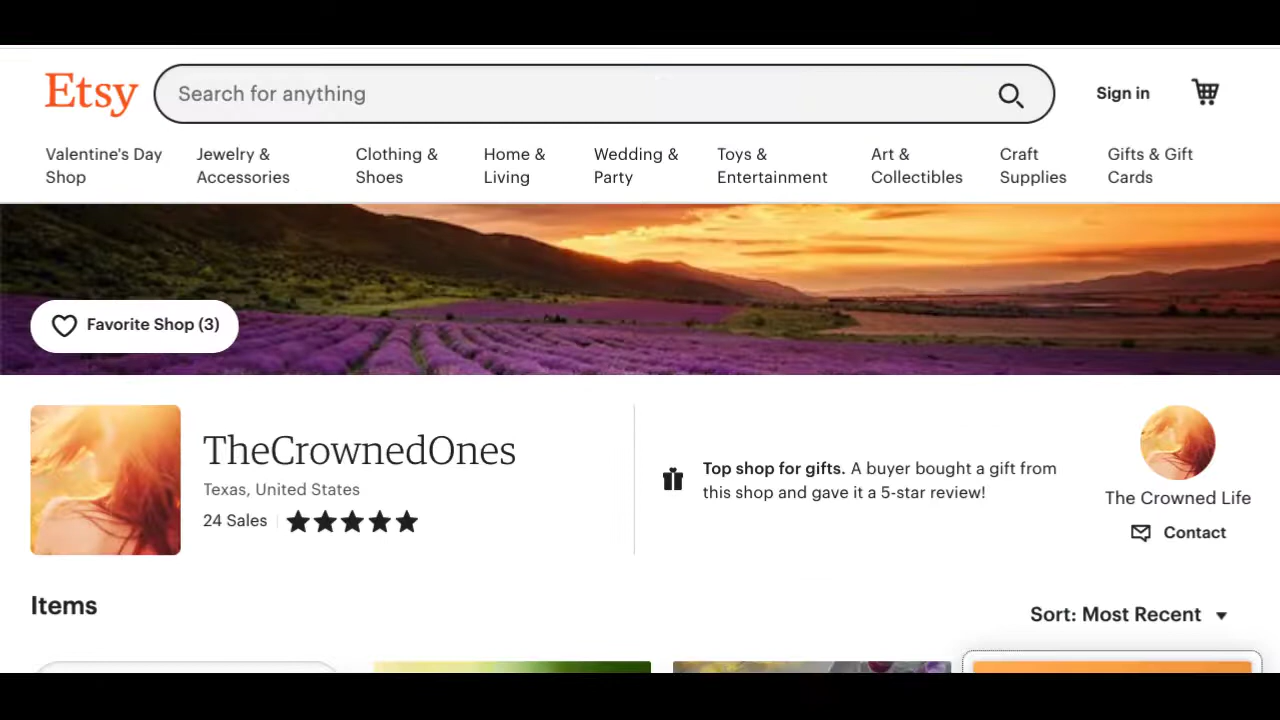 Etsy
Search for anything
Sign in
Valentine's Day
Shop
Jewelry &
Accessories
Clothing &
Shoes
Home &
Living
Wedding &
Party
Toys &
Entertainment
Art &
Collectibles
Craft
Supplies
Gifts & Gift
Cards
Favorite Shop (3)
TheCrownedOnes
Texas, United States
24 Sales
Top shop for gifts. A buyer bought a gift from
this shop and gave it a 5-star review!
The Crowned Life
Contact
Items
Sort: Most Recent